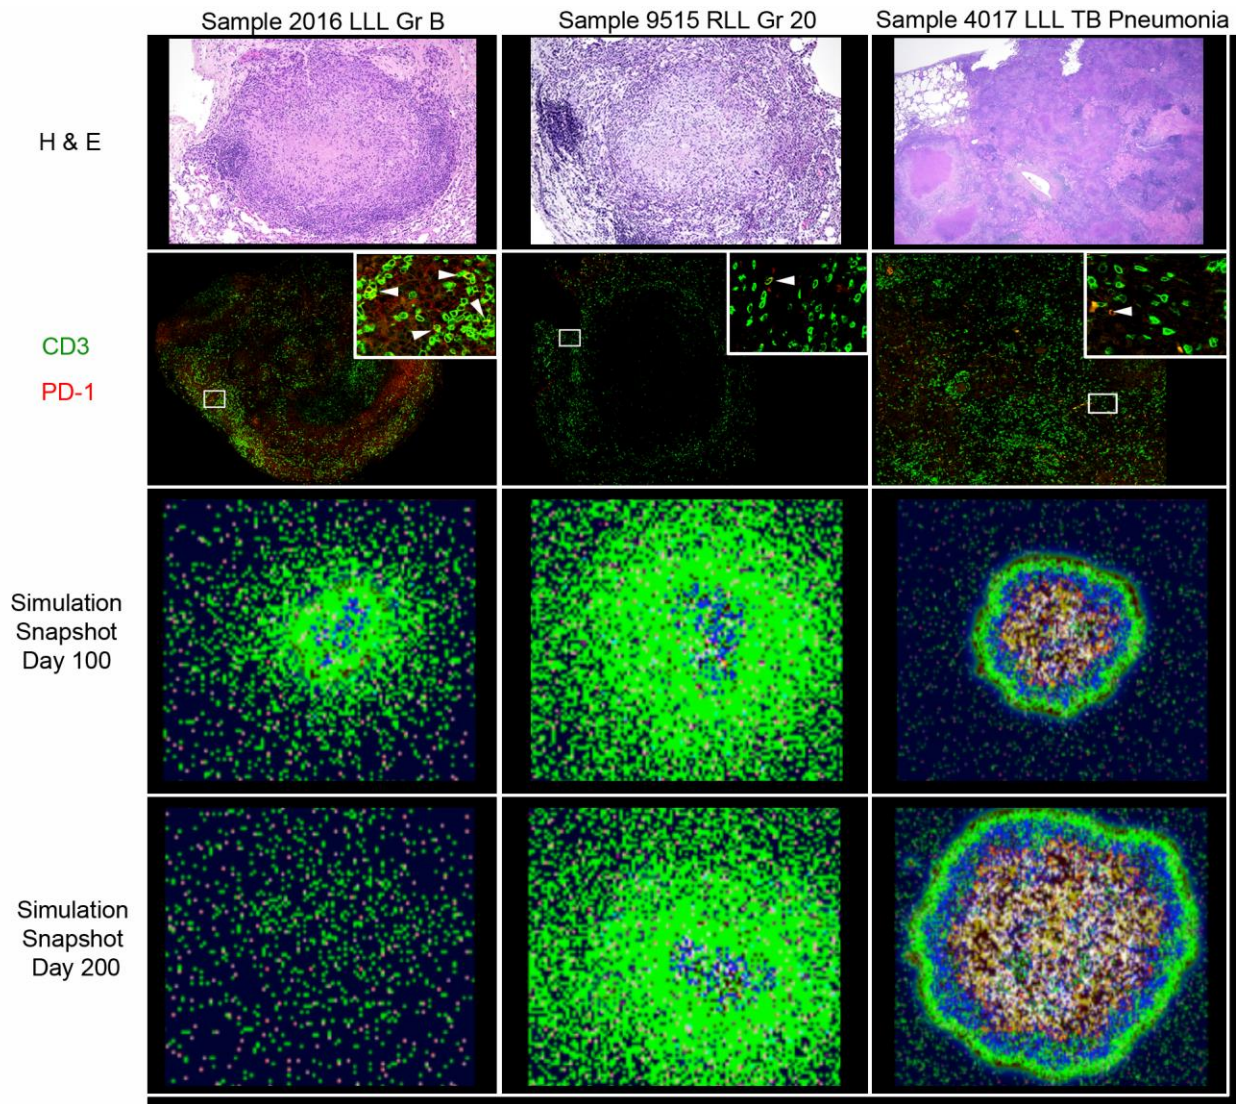 Sample 2016 LLL Gr B
Sample 9515 RLL Gr 20
Sample 4017 LLL TB Pneumonia
H & E
CD3
PD-1
Simulation
Snapshot
Day 100
Simulation
Snapshot
Day 200